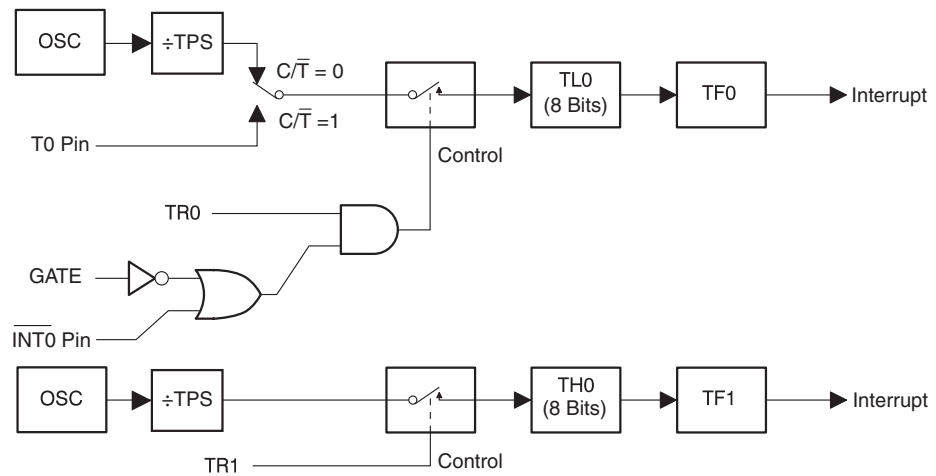 OSC
÷TPS
C/T̅ = 0
C/T̅ =1
T0 Pin
TL0
(8 Bits)
TF0
Interrupt
Control
TR0
GATE
I̅N̅T̅0̅ Pin
OSC
÷TPS
TH0
(8 Bits)
TF1
Interrupt
TR1
Control